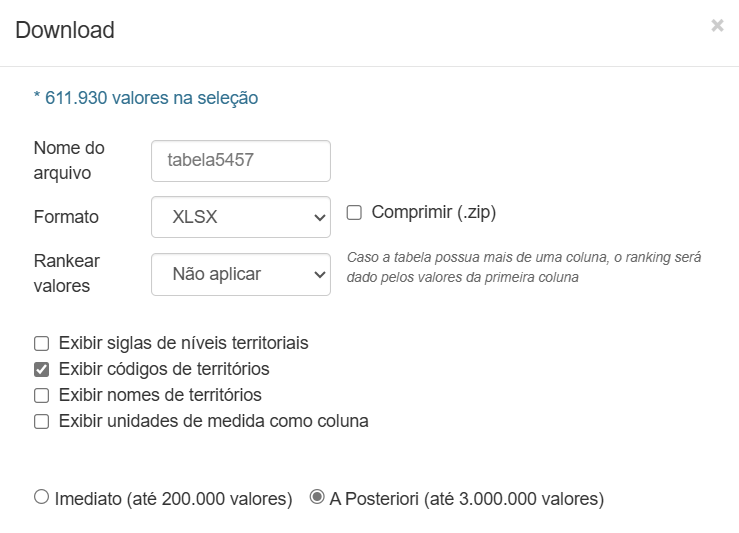 Download
×
* 611.930 valores na seleção
Nome do
arquivo
tabela5457
Formato
XLSX
Comprimir (.zip)
Rankear
valores
Não aplicar
Caso a tabela possua mais de uma coluna, o ranking será
dado pelos valores da primeira coluna
Exibir siglas de níveis territoriais
Exibir códigos de territórios
Exibir nomes de territórios
Exibir unidades de medida como coluna
Imediato (até 200.000 valores) A Posteriori (até 3.000.000 valores)